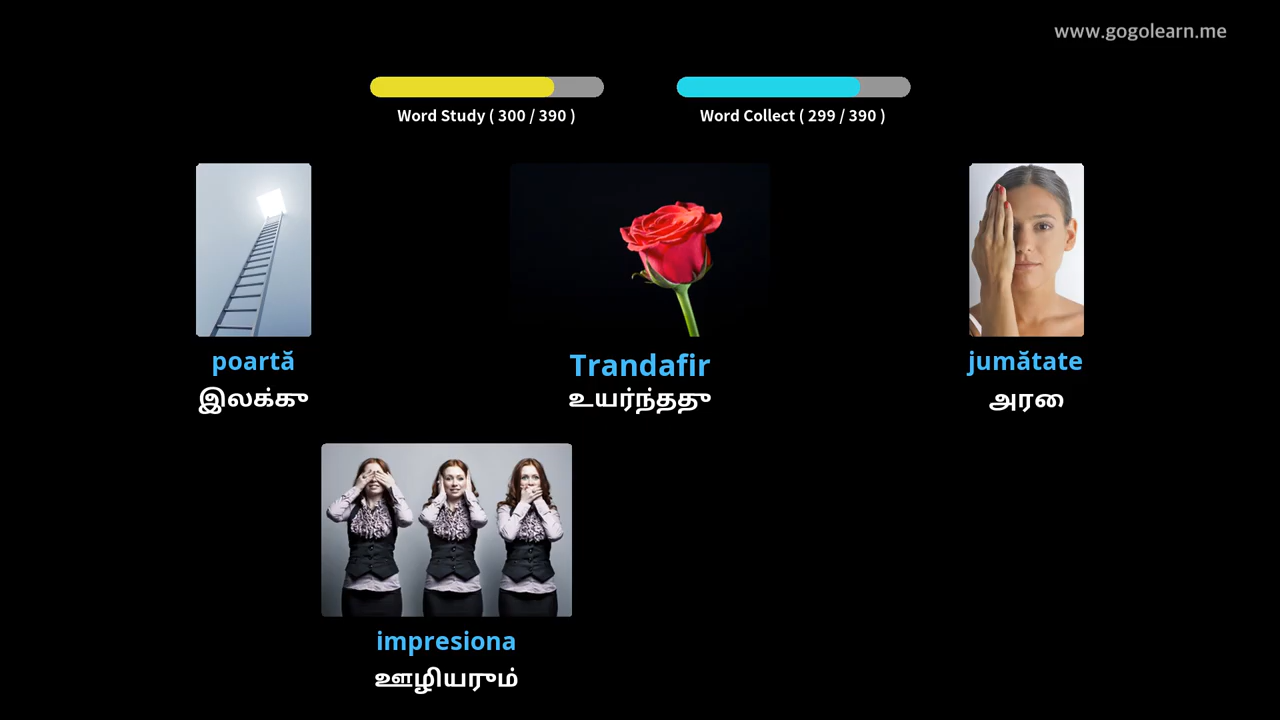 www.gogolearn.me
Word Study ( 300 / 390 )
Word Collect ( 299 / 390 )
poartă
இலக்கு
Trandafir
உயர்ந்தது
jumătate
அரை
impresiona
ஊழியரும்